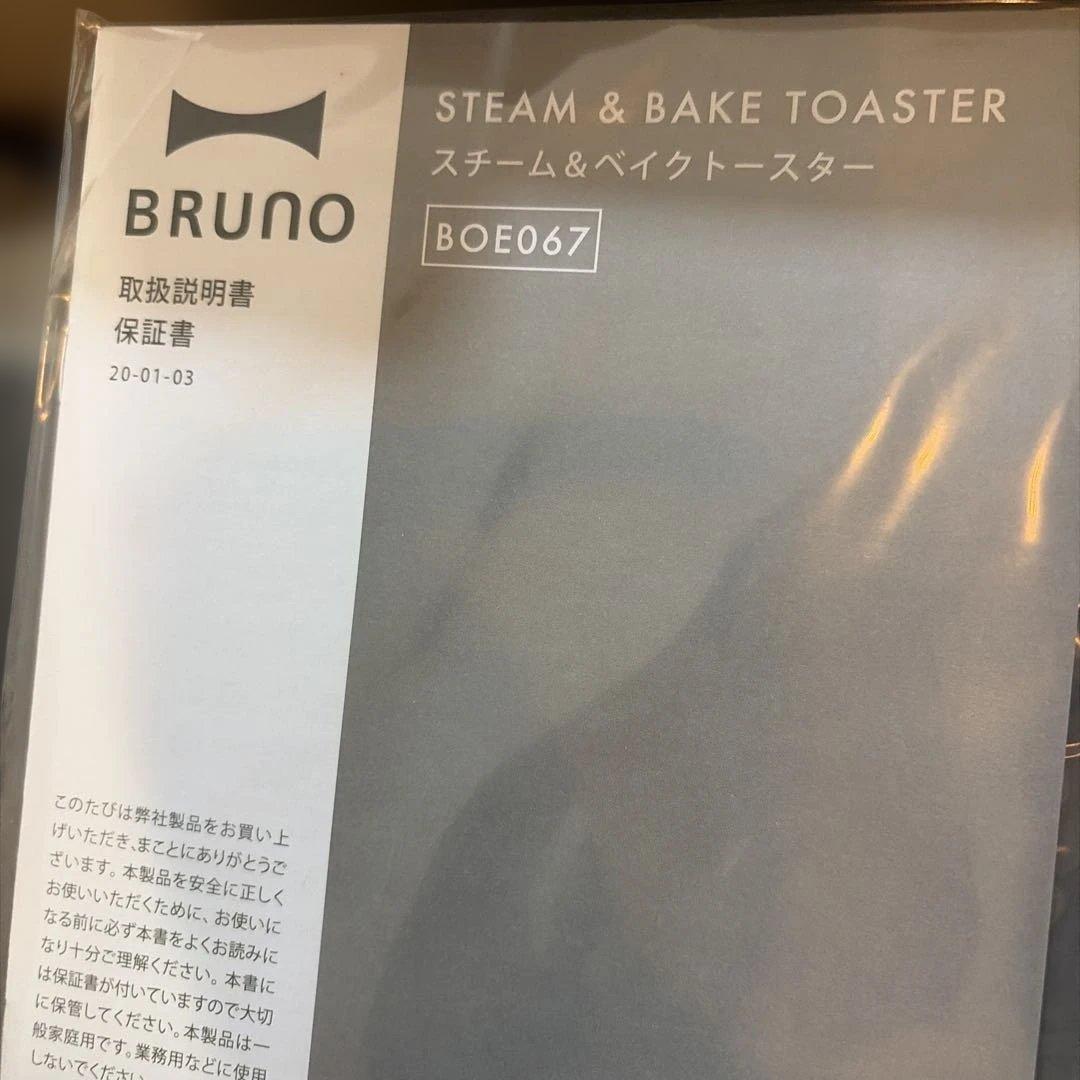 BRUNO
取扱説明書
保証書
20-01-03
STEAM & BAKE TOASTER
スチーム&ベイクトースター
BOE067
このたびは弊社製品をお買い上
げいただき、まことにありがとうご
ざいます。本製品を安全に正しく
お使いいただくために、お使いに
なる前に必ず本書をよくお読みに
なり十分ご理解ください。本書に
は保証書が付いていますので大切
に保管してください。本製品は一
般家庭用です。業務用などに使用
しないでください